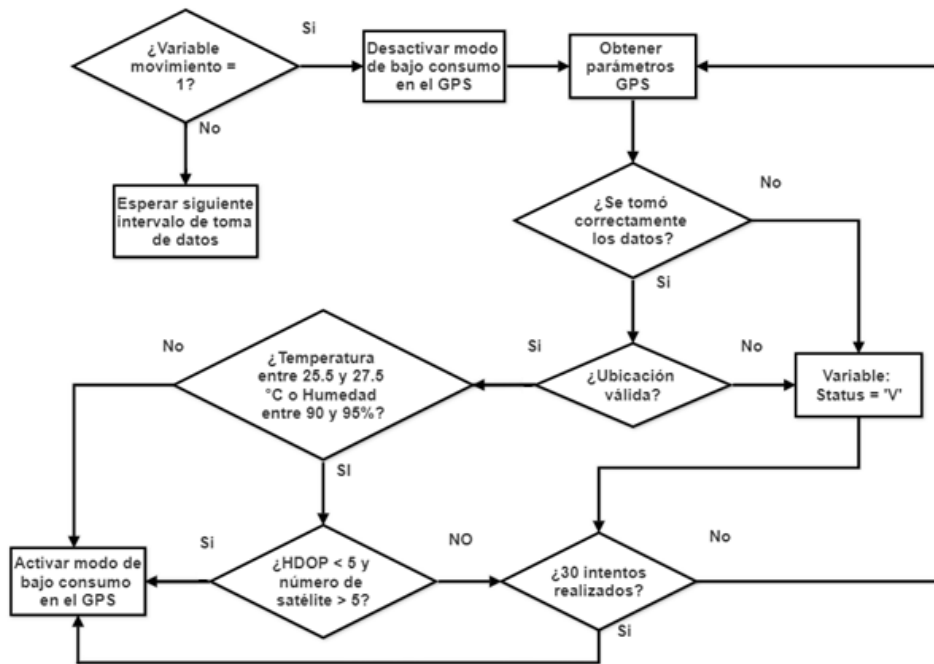 ¿Variable
movimiento =
1?
Si
Desactivar modo
de bajo consumo
en el GPS
Obtener
parámetros
GPS
No
Esperar siguiente
intervalo de toma
de datos
¿Se tomó
correctamente
los datos?
No
Si
¿Ubicación
válida?
Si
No
Variable:
Status = 'V'
¿Temperatura
entre 25.5 y 27.5
°C o Humedad
entre 90 y 95%?
No
SI
¿HDOP < 5 y
número de
satélite > 5?
Si
NO
Activar modo de
bajo consumo
en el GPS
¿30 intentos
realizados?
No
Si